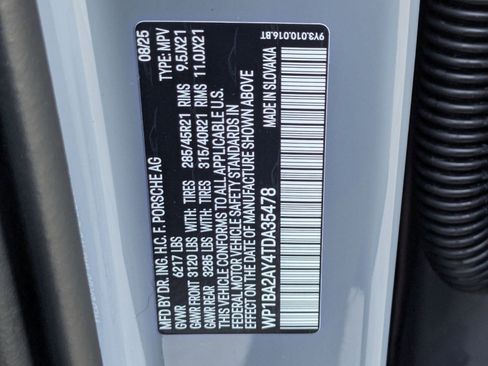 MFD BY DR. ING. H.C. F. PORSCHE AG 08/25
GVWR 6217 LBS TYPE: MPV
GAWR FRONT 3120 LBS WITH: TIRES 285/45R21 RIMS 9.5JX21
GAWR REAR 3285 LBS WITH: TIRES 315/40R21 RIMS 11.0JX21
THIS VEHICLE CONFORMS TO ALL APPLICABLE U.S.
FEDERAL MOTOR VEHICLE SAFETY STANDARDS IN
EFFECT ON THE DATE OF MANUFACTURE SHOWN ABOVE
WP1BA2AY4TDA35478 MADE IN SLOVAKIA
9Y3.010.016.BT